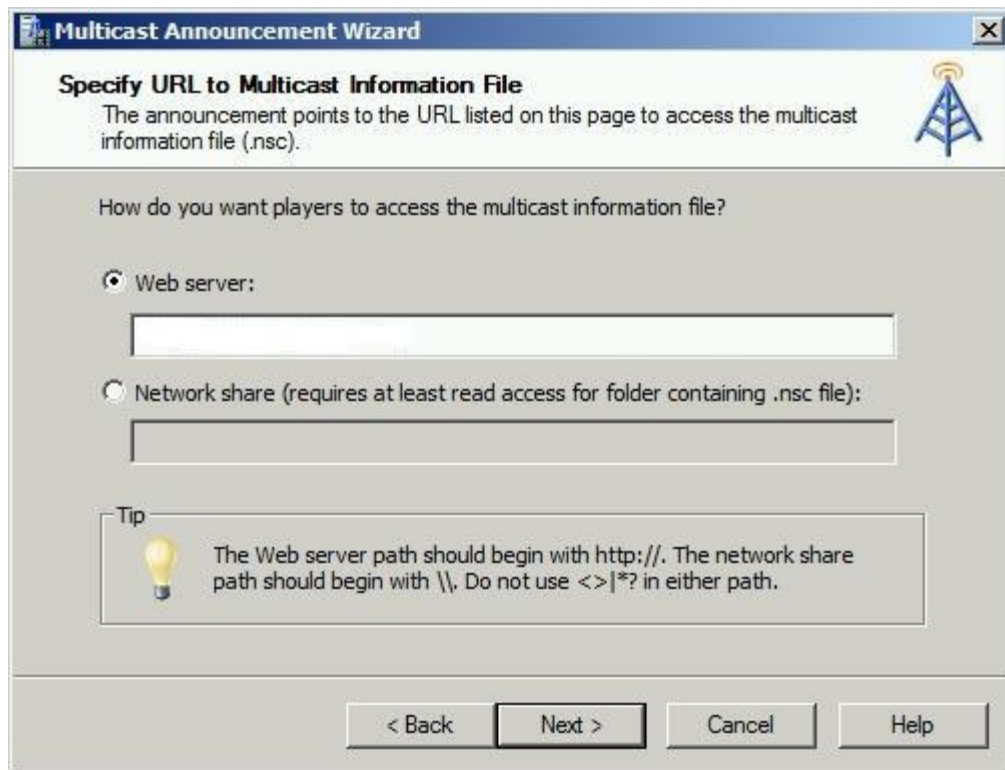 Multicast Announcement Wizard
Specify URL to Multicast Information File
The announcement points to the URL listed on this page to access the multicast
information file (.nsc).
How do you want players to access the multicast information file?
Web server:
Network share (requires at least read access for folder containing .nsc file):
Tip
The Web server path should begin with http://. The network share
path should begin with \\. Do not use <>|*? in either path.
< Back Next > Cancel Help